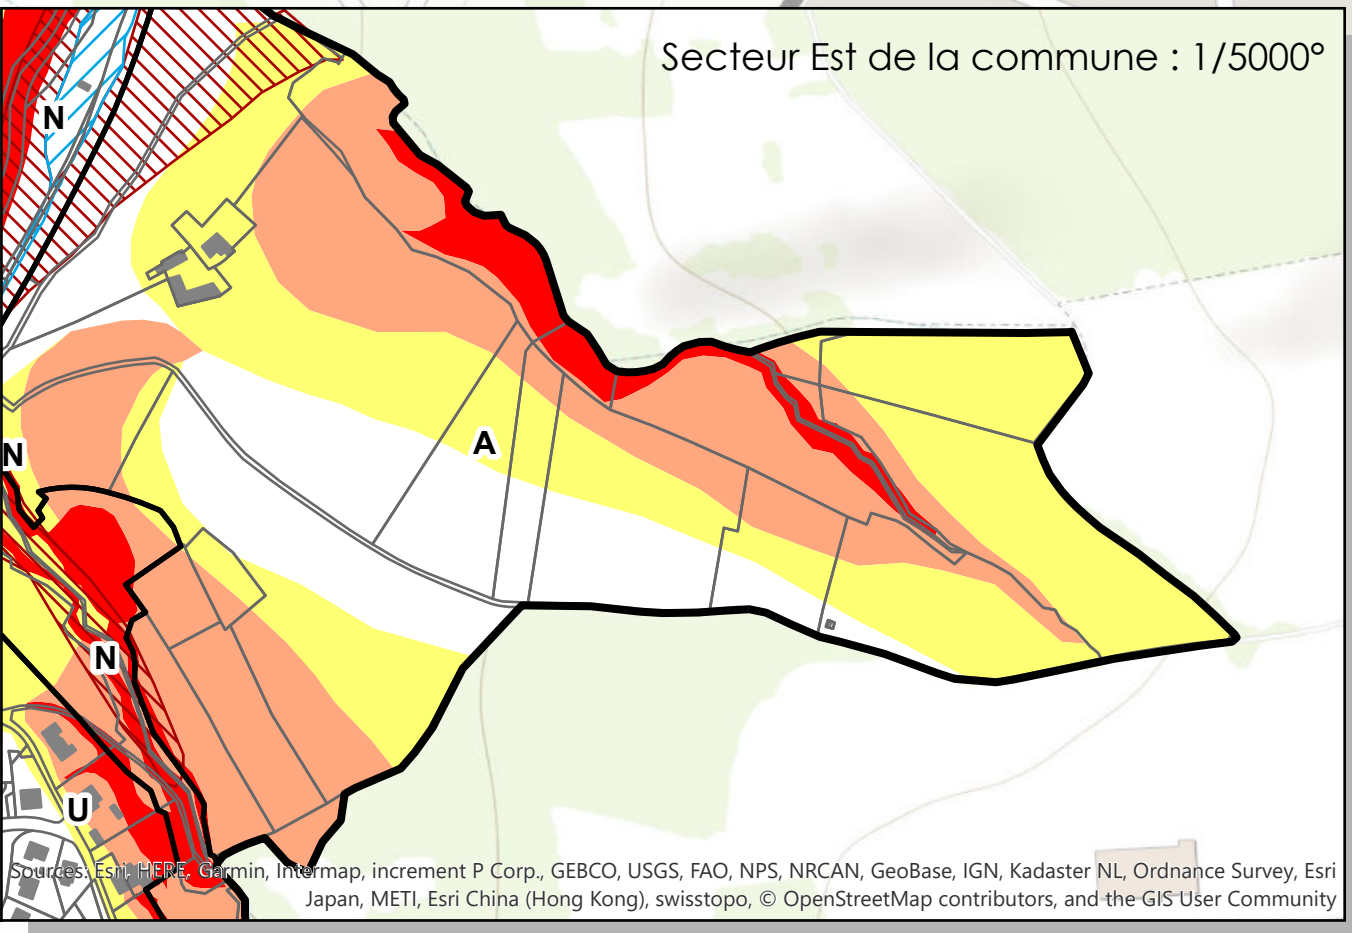 Secteur Est de la commune : 1/5000°
N
A
N
N
U
Sources: Esri, HERE, Garmin, Intermap, increment P Corp., GEBCO, USGS, FAO, NPS, NRCAN, GeoBase, IGN, Kadaster NL, Ordnance Survey, Esri
Japan, METI, Esri China (Hong Kong), swisstopo, © OpenStreetMap contributors, and the GIS User Community